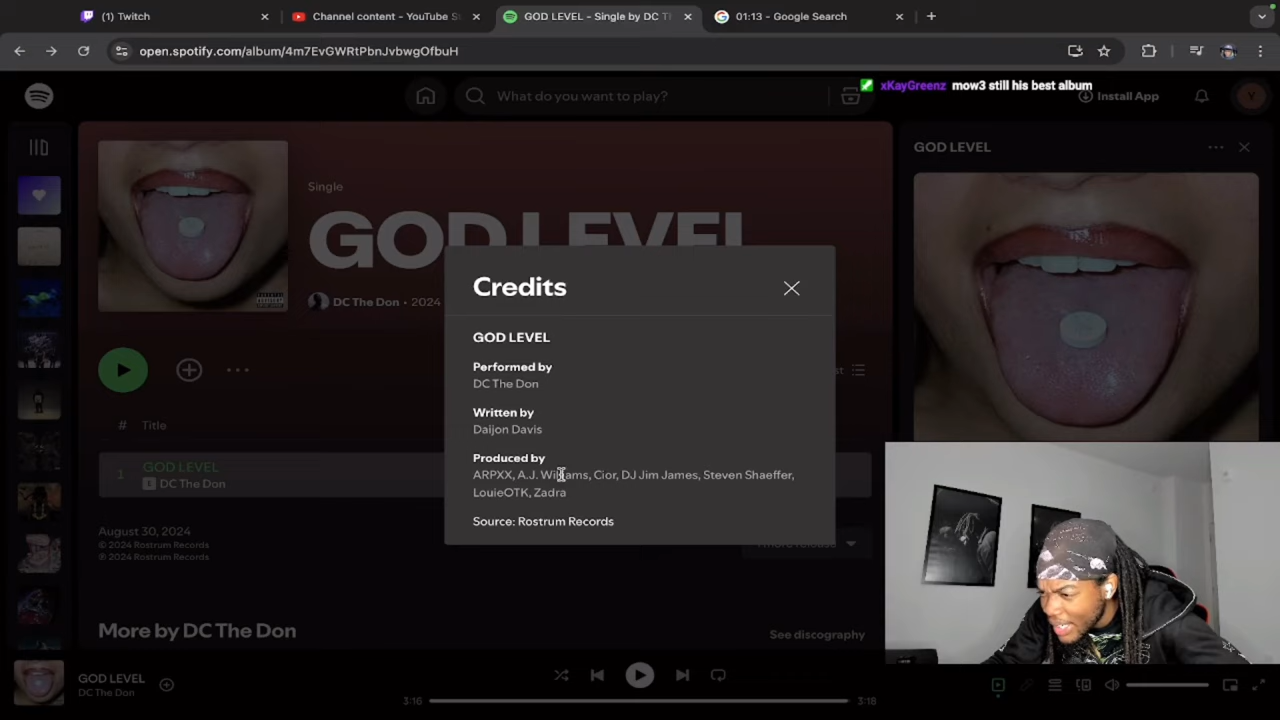 (1) Twitch
Channel content - YouTube S
GOD LEVEL - Single by DC T
01:13 - Google Search
open.spotify.com/album/4m7EvGWRtPbnJvbwgOfbuH
What do you want to play?
xKayGreenz mow3 still his best album
Install App
Y
Single
GOD LEVEL
DC The Don • 2024
GOD LEVEL
Credits
GOD LEVEL
Performed by
DC The Don
Written by
Daijon Davis
Produced by
ARPXX, A.J. Williams, Cior, DJ Jim James, Steven Shaeffer,
LouieOTK, Zadra
Source: Rostrum Records
# Title
1 GOD LEVEL
E DC The Don
August 30, 2024
© 2024 Rostrum Records
℗ 2024 Rostrum Records
More by DC The Don
See discography
GOD LEVEL
DC The Don
3:16
3:18